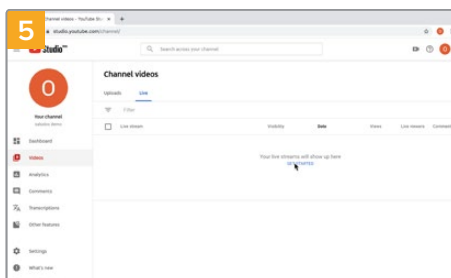 5
Channel videos - YouTube St
studio.youtube.com/channel/
Studio
Search across your channel
O
O
Your channel
Channel videos
Uploads
Live
Filter
Live stream
Visibility
Date
Views
Live viewers
Comment
Your live streams will show up here
GET STARTED
Dashboard
Videos
Analytics
Comments
Transcriptions
Other features
Settings
What's new